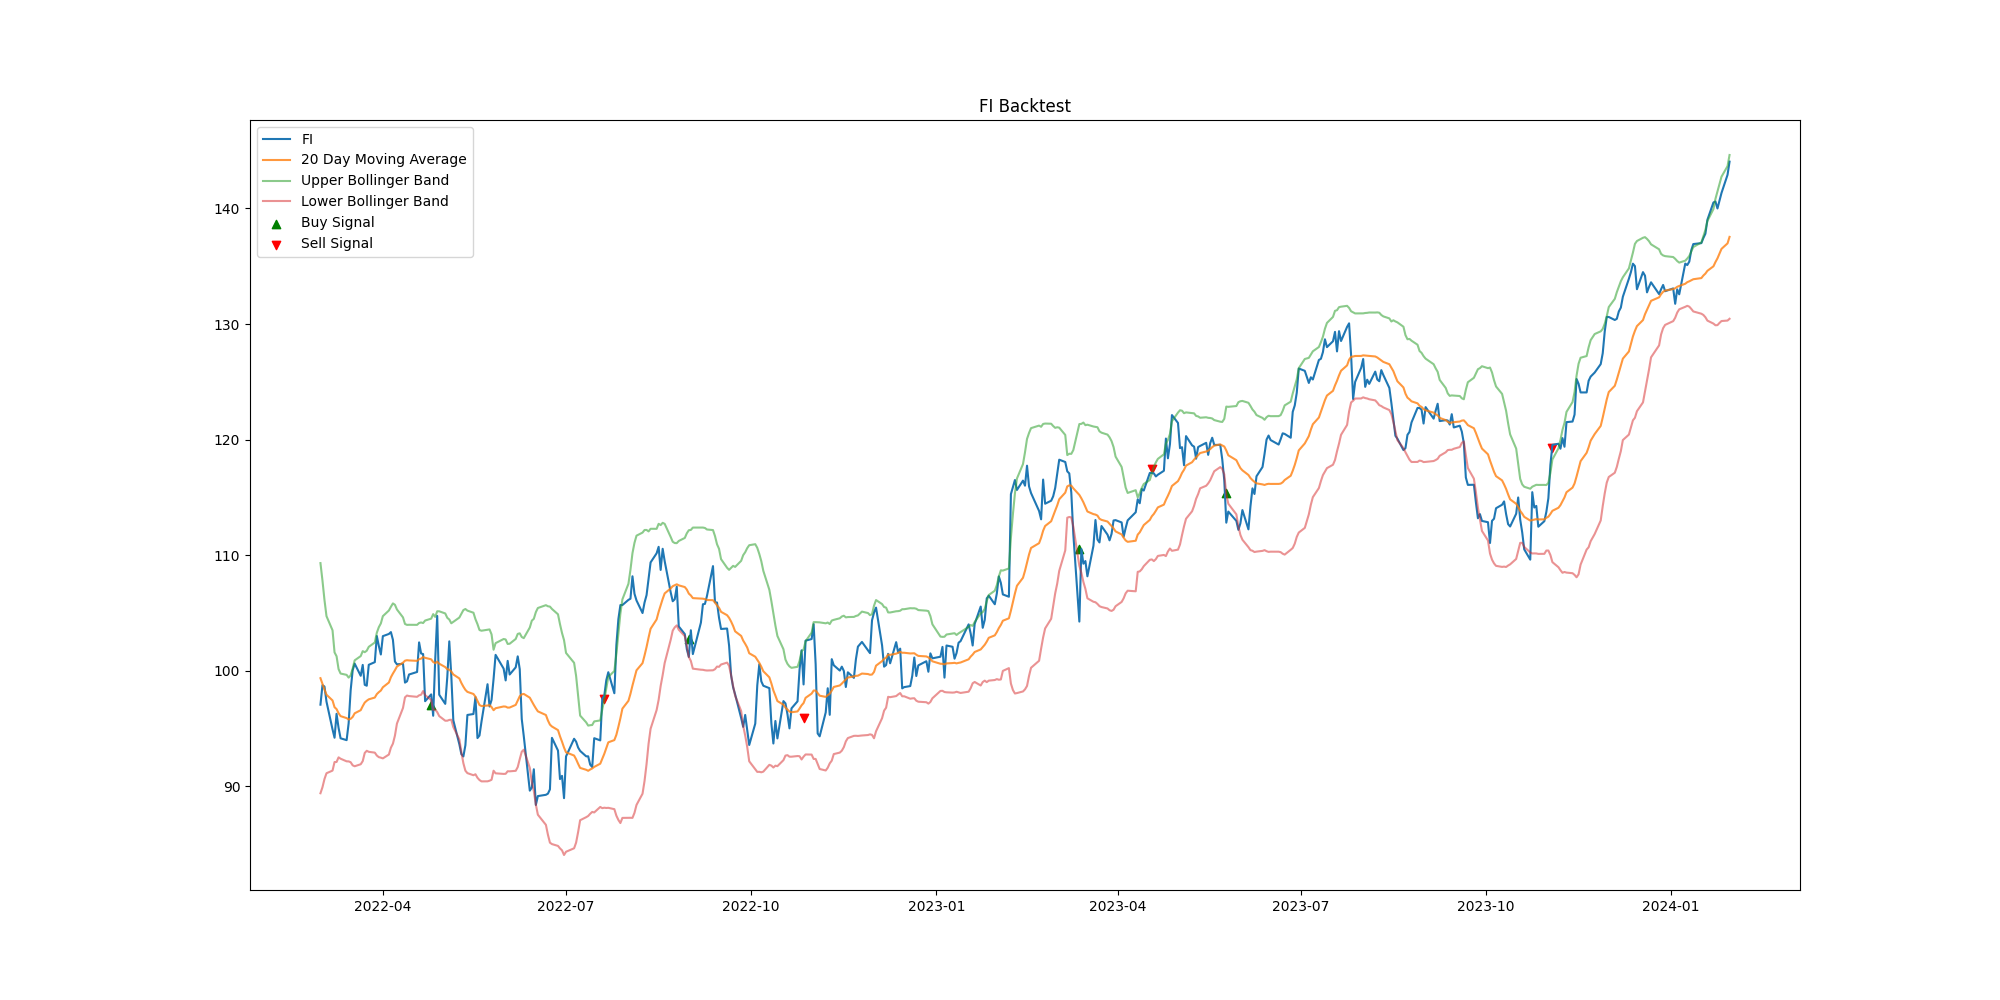 FI Backtest
FI
20 Day Moving Average
Upper Bollinger Band
Lower Bollinger Band
Buy Signal
Sell Signal
140
130
120
110
100
90
2022-04 2022-07 2022-10 2023-01 2023-04 2023-07 2023-10 2024-01